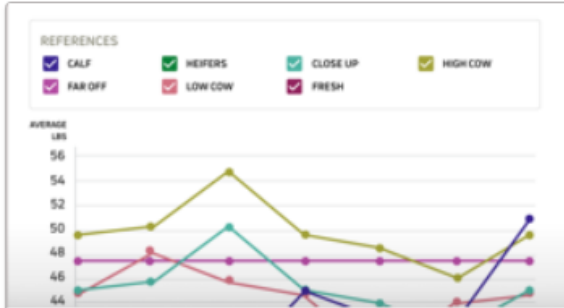 REFERENCES
CALF HEIFERS CLOSE UP HIGH COW
FAR OFF LOW COW FRESH
AVERAGE
LBS
56
54
52
50
48
46
44